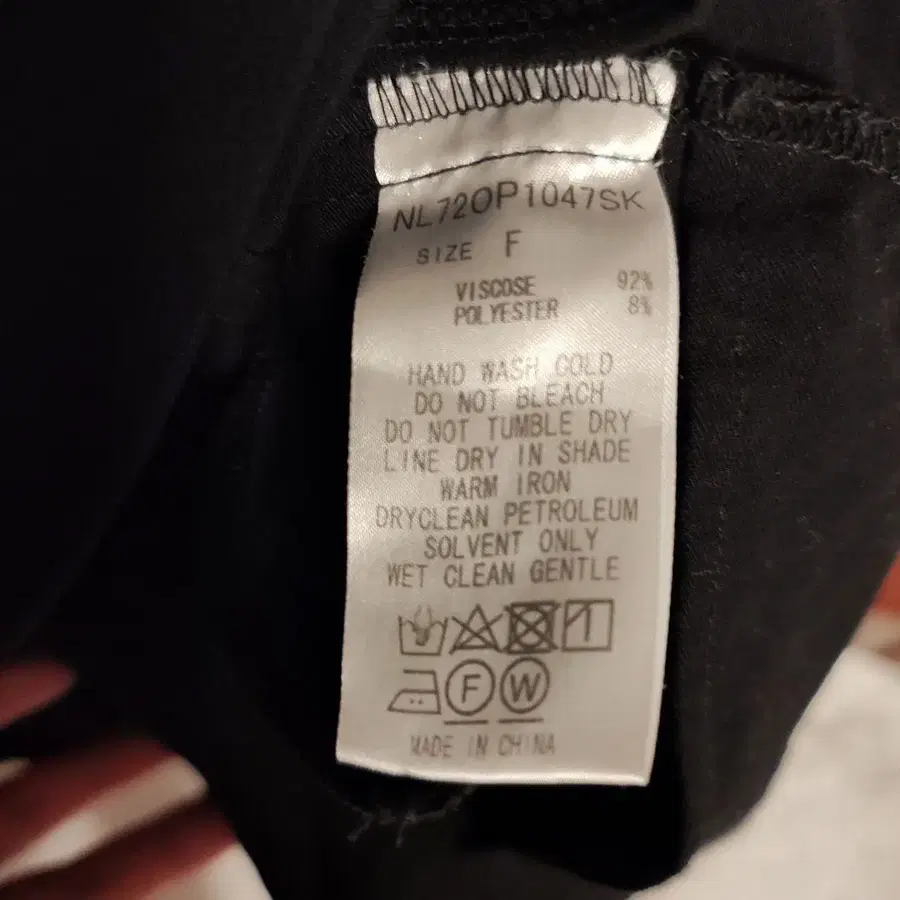 NL72OP1047SK
SIZE F
VISCOSE 92%
POLYESTER 8%
HAND WASH COLD
DO NOT BLEACH
DO NOT TUMBLE DRY
LINE DRY IN SHADE
WARM IRON
DRYCLEAN PETROLEUM
SOLVENT ONLY
WET CLEAN GENTLE
F W
MADE IN CHINA